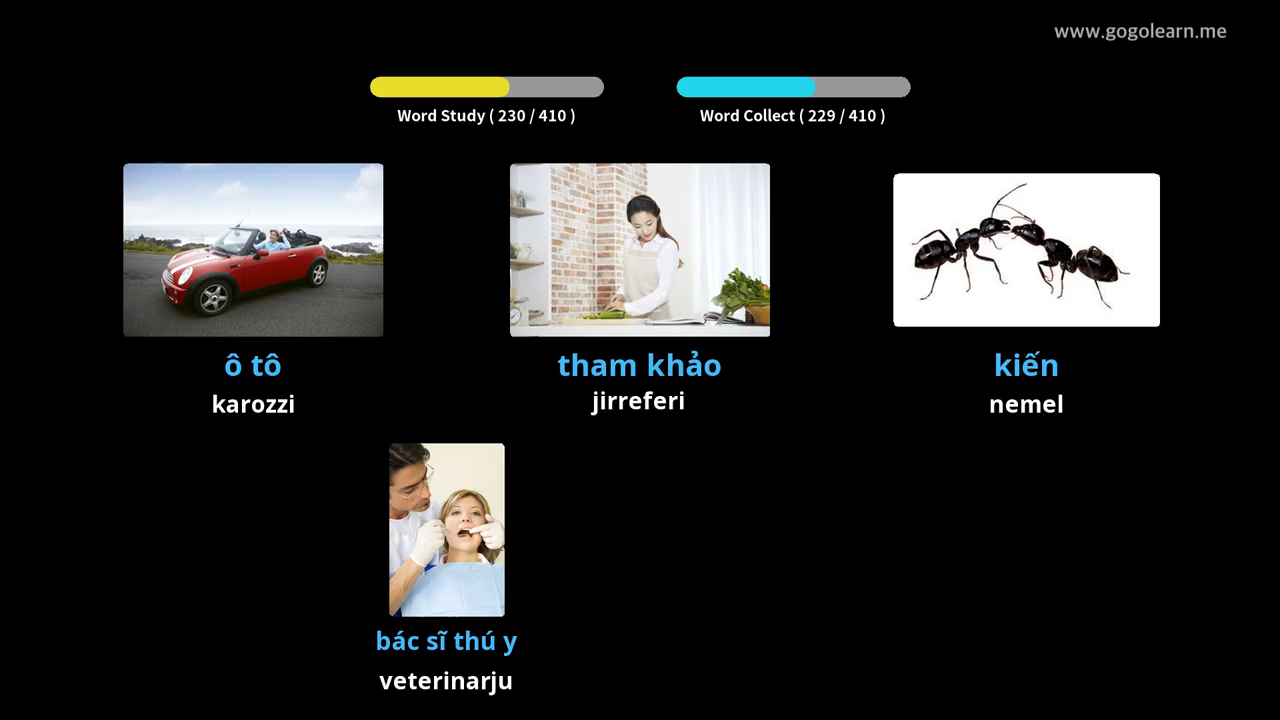 www.gogolearn.me
Word Study ( 230 / 410 )
Word Collect ( 229 / 410 )
ô tô
karozzi
tham khảo
jirreferi
kiến
nemel
bác sĩ thú y
veterinarju